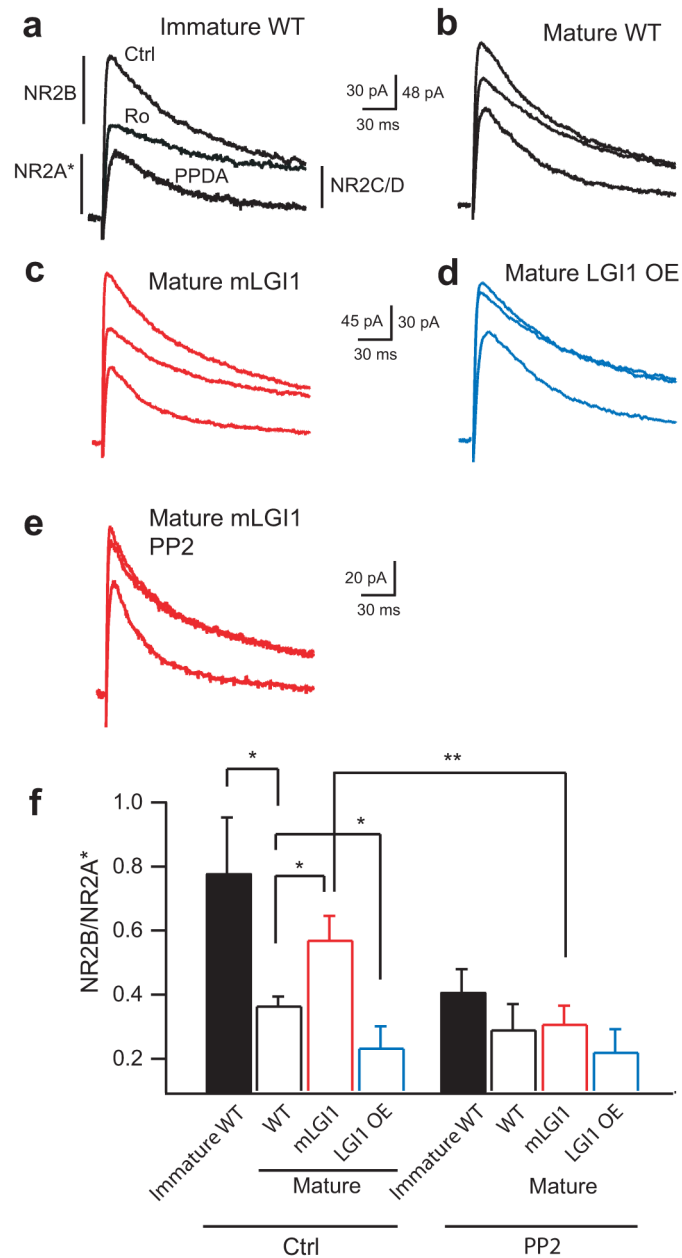 a
Immature WT
b
Mature WT
Ctrl
NR2B
30 pA
48 pA
30 ms
Ro
NR2A*
PPDA
NR2C/D
c
Mature mLGI1
d
Mature LGI1 OE
45 pA
30 pA
30 ms
e
Mature mLGI1
PP2
20 pA
30 ms
f
NR2B/NR2A*
1.0
0.8
0.6
0.4
0.2
*
*
*
**
Immature WT
WT
mLGI1
LGI1 OE
Immature WT
WT
mLGI1
LGI1 OE
Mature
Mature
Ctrl
PP2